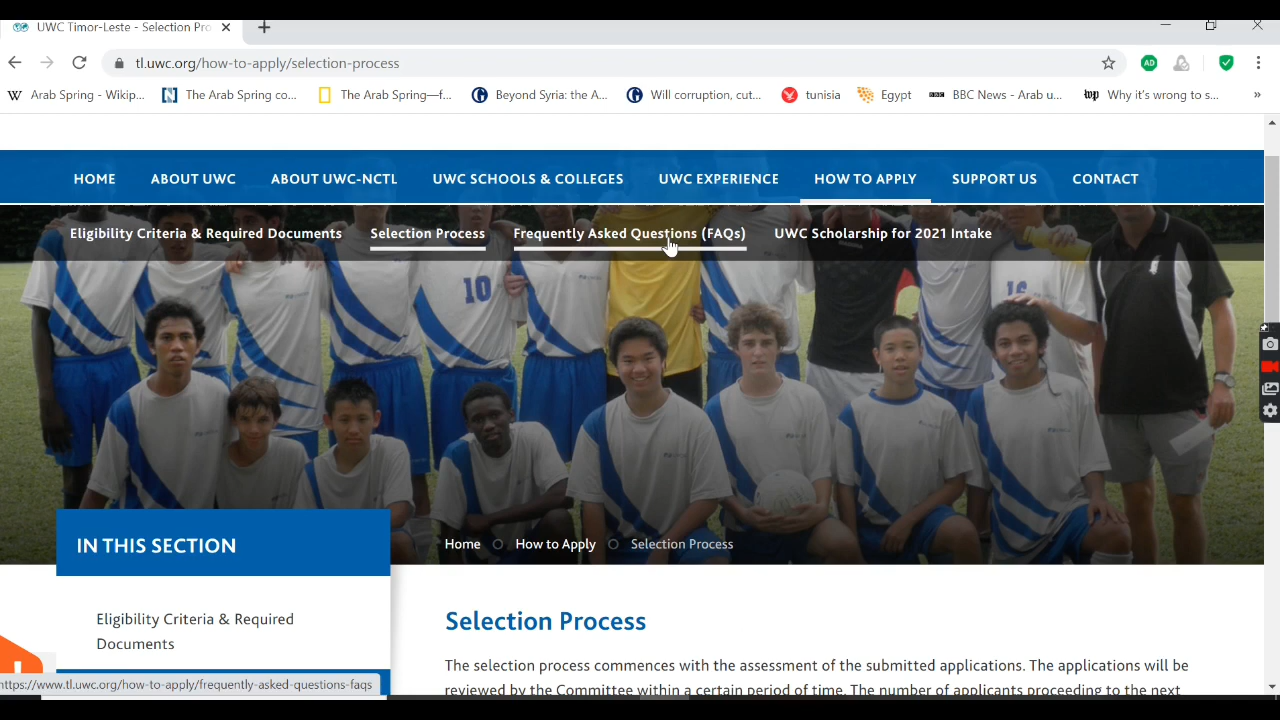 UWC Timor-Leste - Selection Pro
tl.uwc.org/how-to-apply/selection-process
AD
W Arab Spring - Wikip... N The Arab Spring co... The Arab Spring—f... Beyond Syria: the A... Will corruption, cut... tunisia Egypt BBC News - Arab u... wp Why it's wrong to s... »
HOME ABOUT UWC ABOUT UWC-NCTL UWC SCHOOLS & COLLEGES UWC EXPERIENCE HOW TO APPLY SUPPORT US CONTACT
Eligibility Criteria & Required Documents Selection Process Frequently Asked Questions (FAQs) UWC Scholarship for 2021 Intake
10
16
IN THIS SECTION
Home How to Apply Selection Process
Eligibility Criteria & Required
Documents
Selection Process
The selection process commences with the assessment of the submitted applications. The applications will be
reviewed by the Committee within a certain period of time. The number of applicants proceeding to the next
https://www.tl.uwc.org/how-to-apply/frequently-asked-questions-faqs